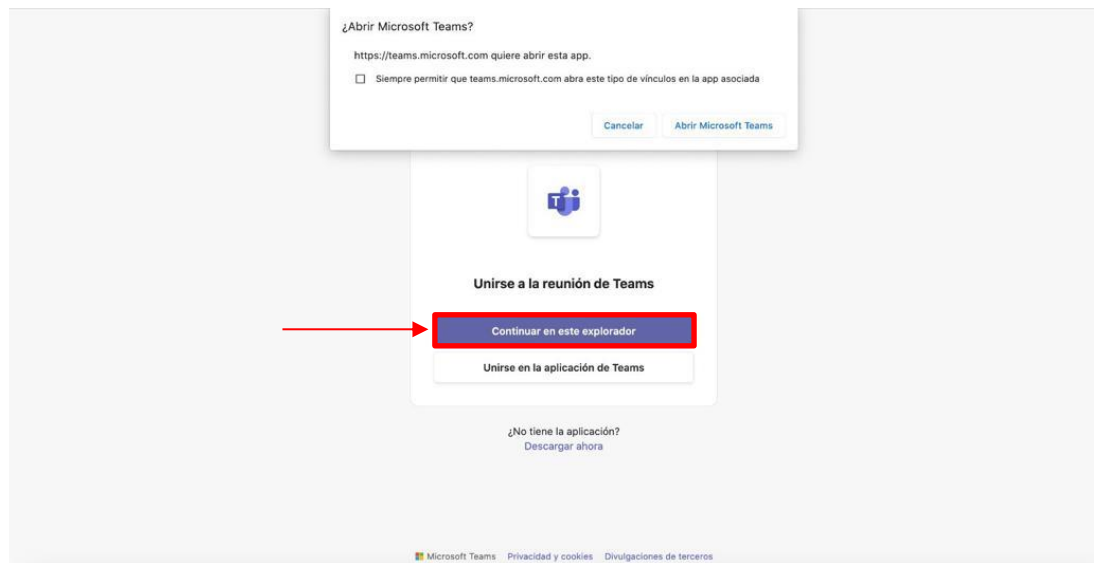 ¿Abrir Microsoft Teams?
https://teams.microsoft.com quiere abrir esta app.
Siempre permitir que teams.microsoft.com abra este tipo de vínculos en la app asociada
Cancelar Abrir Microsoft Teams
T
Unirse a la reunión de Teams
Continuar en este explorador
Unirse en la aplicación de Teams
¿No tiene la aplicación?
Descargar ahora
Microsoft Teams Privacidad y cookies Divulgaciones de terceros